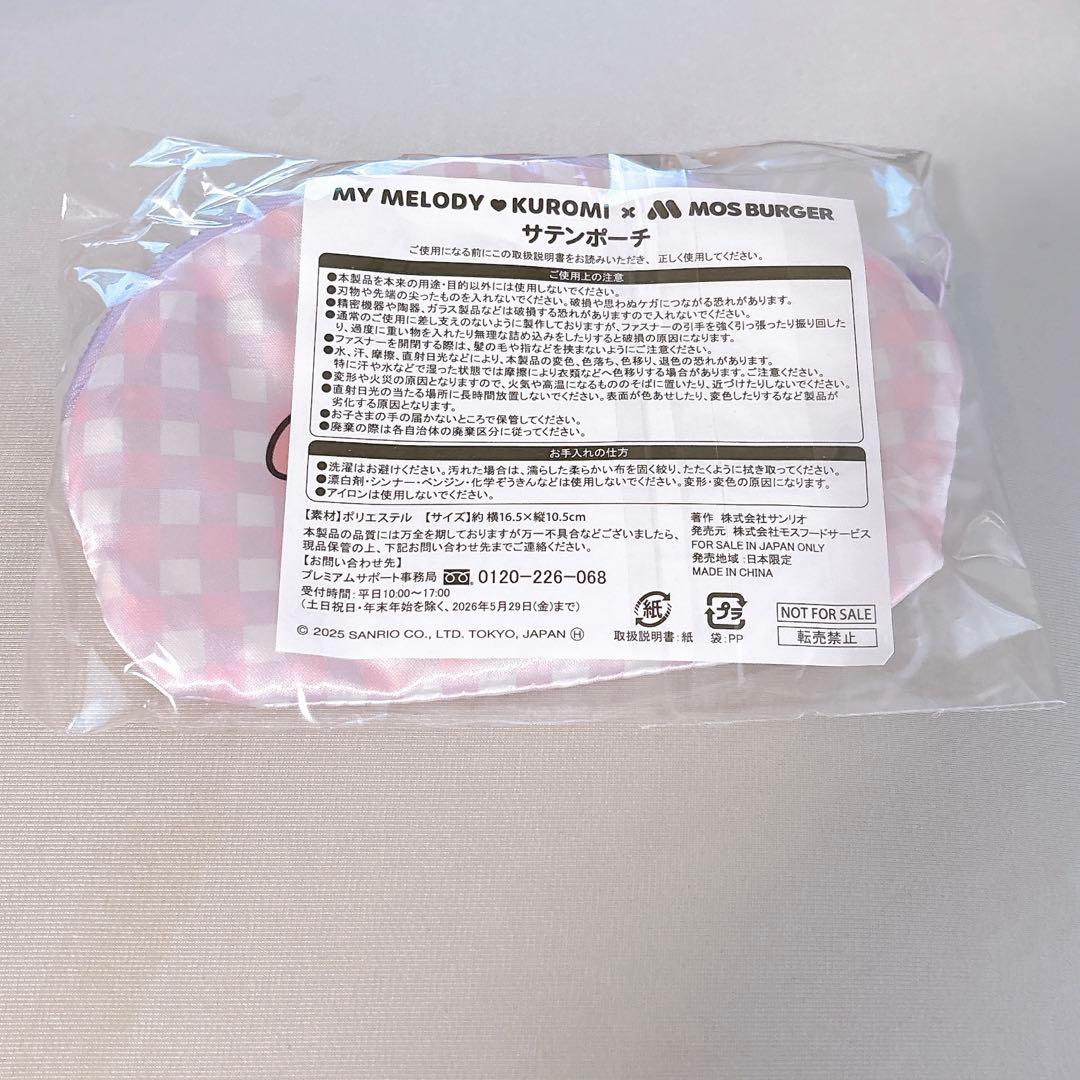 MY MELODY♥KUROMI × MOS BURGER
サテンポーチ
ご使用になる前にこの取扱説明書をお読みいただき、正しく使用してください。
ご使用上の注意
●本製品を本来の用途・目的以外には使用しないでください。
●刃物や先端の尖ったものを入れないでください。破損や思わぬケガにつながる恐れがあります。
●精密機器や陶器、ガラス製品などは破損する恐れがありますので入れないでください。
●通常のご使用に差し支えのないように製作しておりますが、ファスナーの引手を強く引っ張ったり振り回した
り、過度に重い物を入れたり無理な詰め込みをしたりすると破損の原因になります。
●ファスナーを開閉する際は、髪の毛や指などを挟まないようにご注意ください。
●水、汗、摩擦、直射日光などにより、本製品の変色、色落ち、色移り、退色の恐れがあります。
特に汗や水などで湿った状態では摩擦により衣類などへ色移りする場合があります。ご注意ください。
●変形や火災の原因となりますので、火気や高温になるもののそばに置いたり、近づけたりしないでください。
●直射日光の当たる場所に長時間放置しないでください。表面が色あせしたり、変色したりするなど製品が
劣化する原因となります。
●お子さまの手の届かないところで保管してください。
●廃棄の際は各自治体の廃棄区分に従ってください。
お手入れの仕方
●洗濯はお避けください。汚れた場合は、濡らした柔らかい布を固く絞り、たたくように拭き取ってください。
●漂白剤・シンナー・ベンジン・化学ぞうきんなどは使用しないでください。変形・変色の原因になります。
●アイロンは使用しないでください。
【素材】ポリエステル 【サイズ】約 横16.5×縦10.5cm
本製品の品質には万全を期しておりますが万一不具合などございましたら、
現品保管の上、下記お問い合わせ先までご連絡ください。
【お問い合わせ先】
プレミアムサポート事務局 0120-226-068
受付時間:平日10:00〜17:00
(土日祝日・年末年始を除く、2026年5月29日(金)まで)
© 2025 SANRIO CO., LTD. TOKYO, JAPAN Ⓗ
著作 株式会社サンリオ
発売元 株式会社モスフードサービス
FOR SALE IN JAPAN ONLY
発売地域:日本限定
MADE IN CHINA
紙
取扱説明書:紙
プラ
袋:PP
NOT FOR SALE
転売禁止